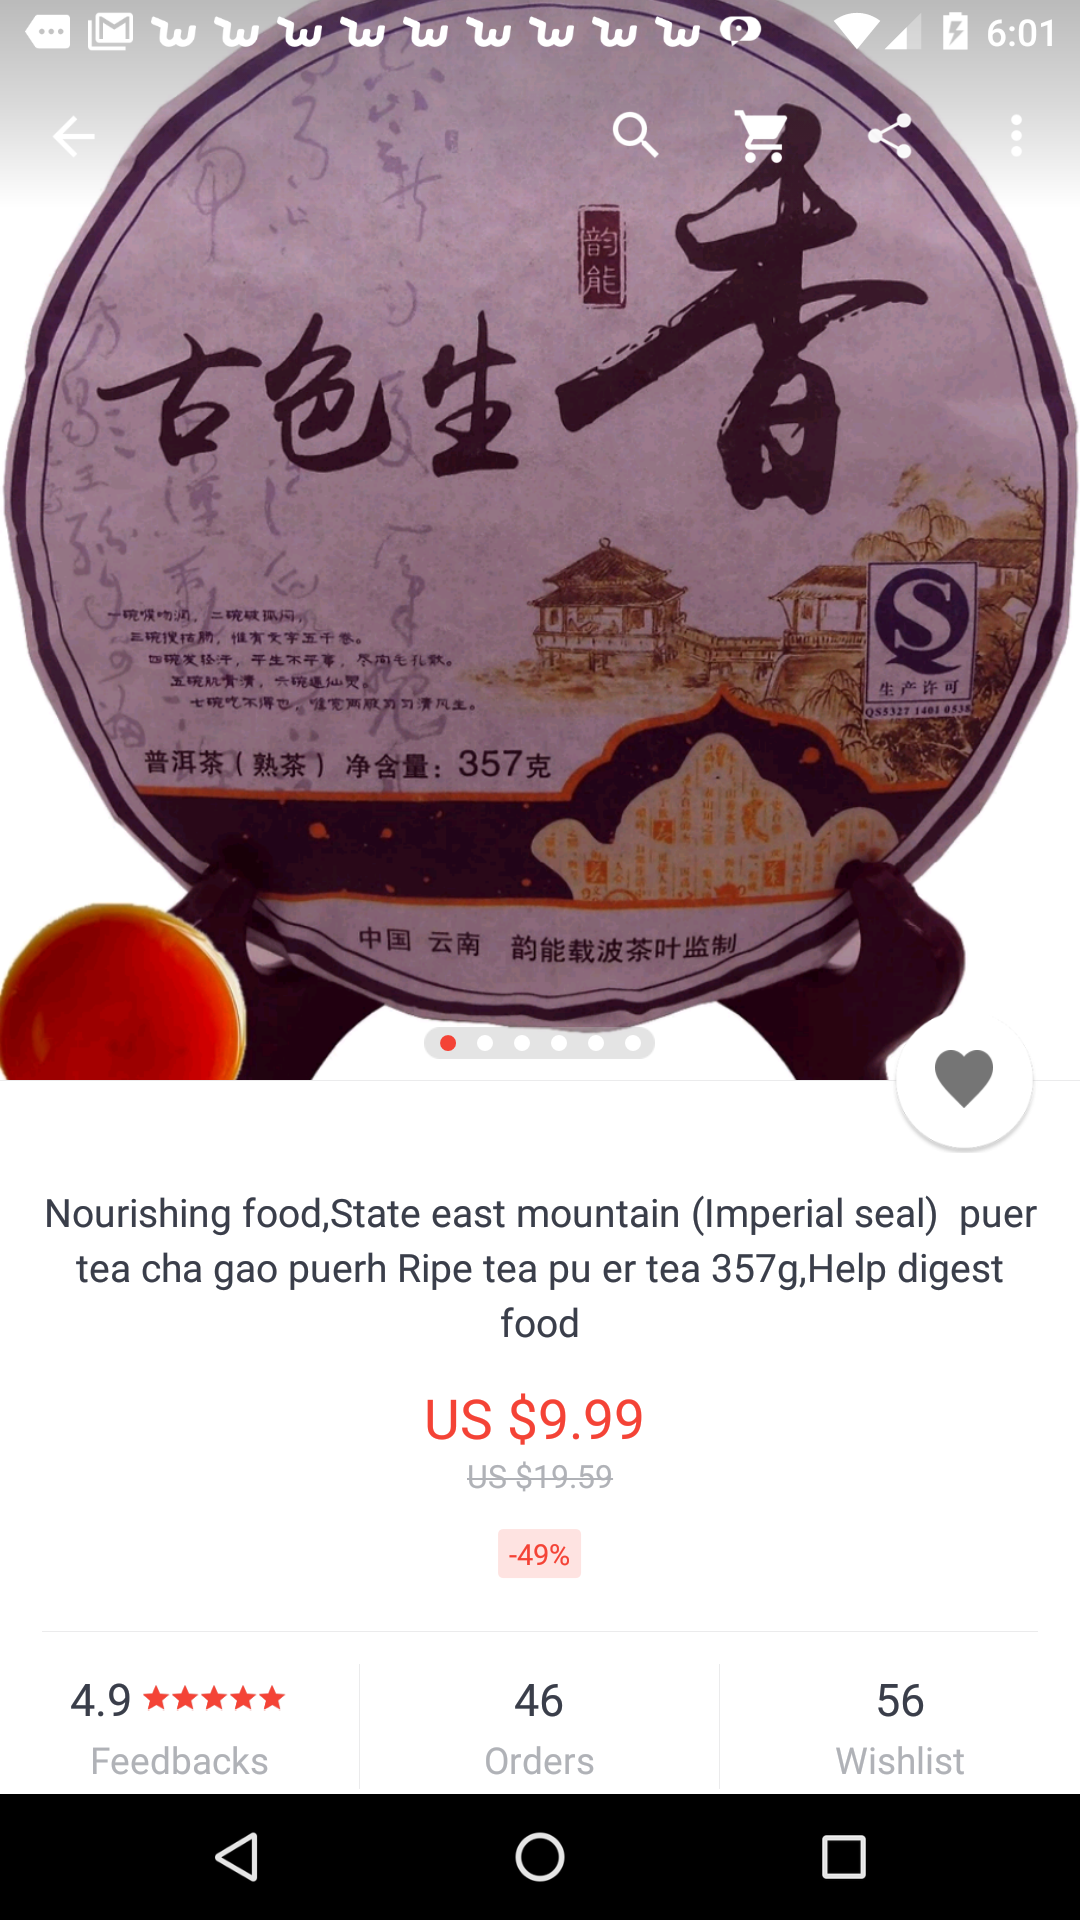 6:01
香
韵能
古色生
一碗喉吻润，二碗破孤闷，
三碗搜枯肠，惟有文字五千卷。
四碗发轻汗，平生不平事，尽向毛孔散。
五碗肌骨清，六碗通仙灵。
七碗吃不得也，唯觉两腋习习清风生。
生产许可
QS5327 1401 0538
普洱茶(熟茶) 净含量：357克
中国 云南 韵能载波茶叶监制
Nourishing food,State east mountain (Imperial seal)  puer
tea cha gao puerh Ripe tea pu er tea 357g,Help digest
food
US $9.99
US $19.59
-49%
4.9
46
56
Feedbacks
Orders
Wishlist